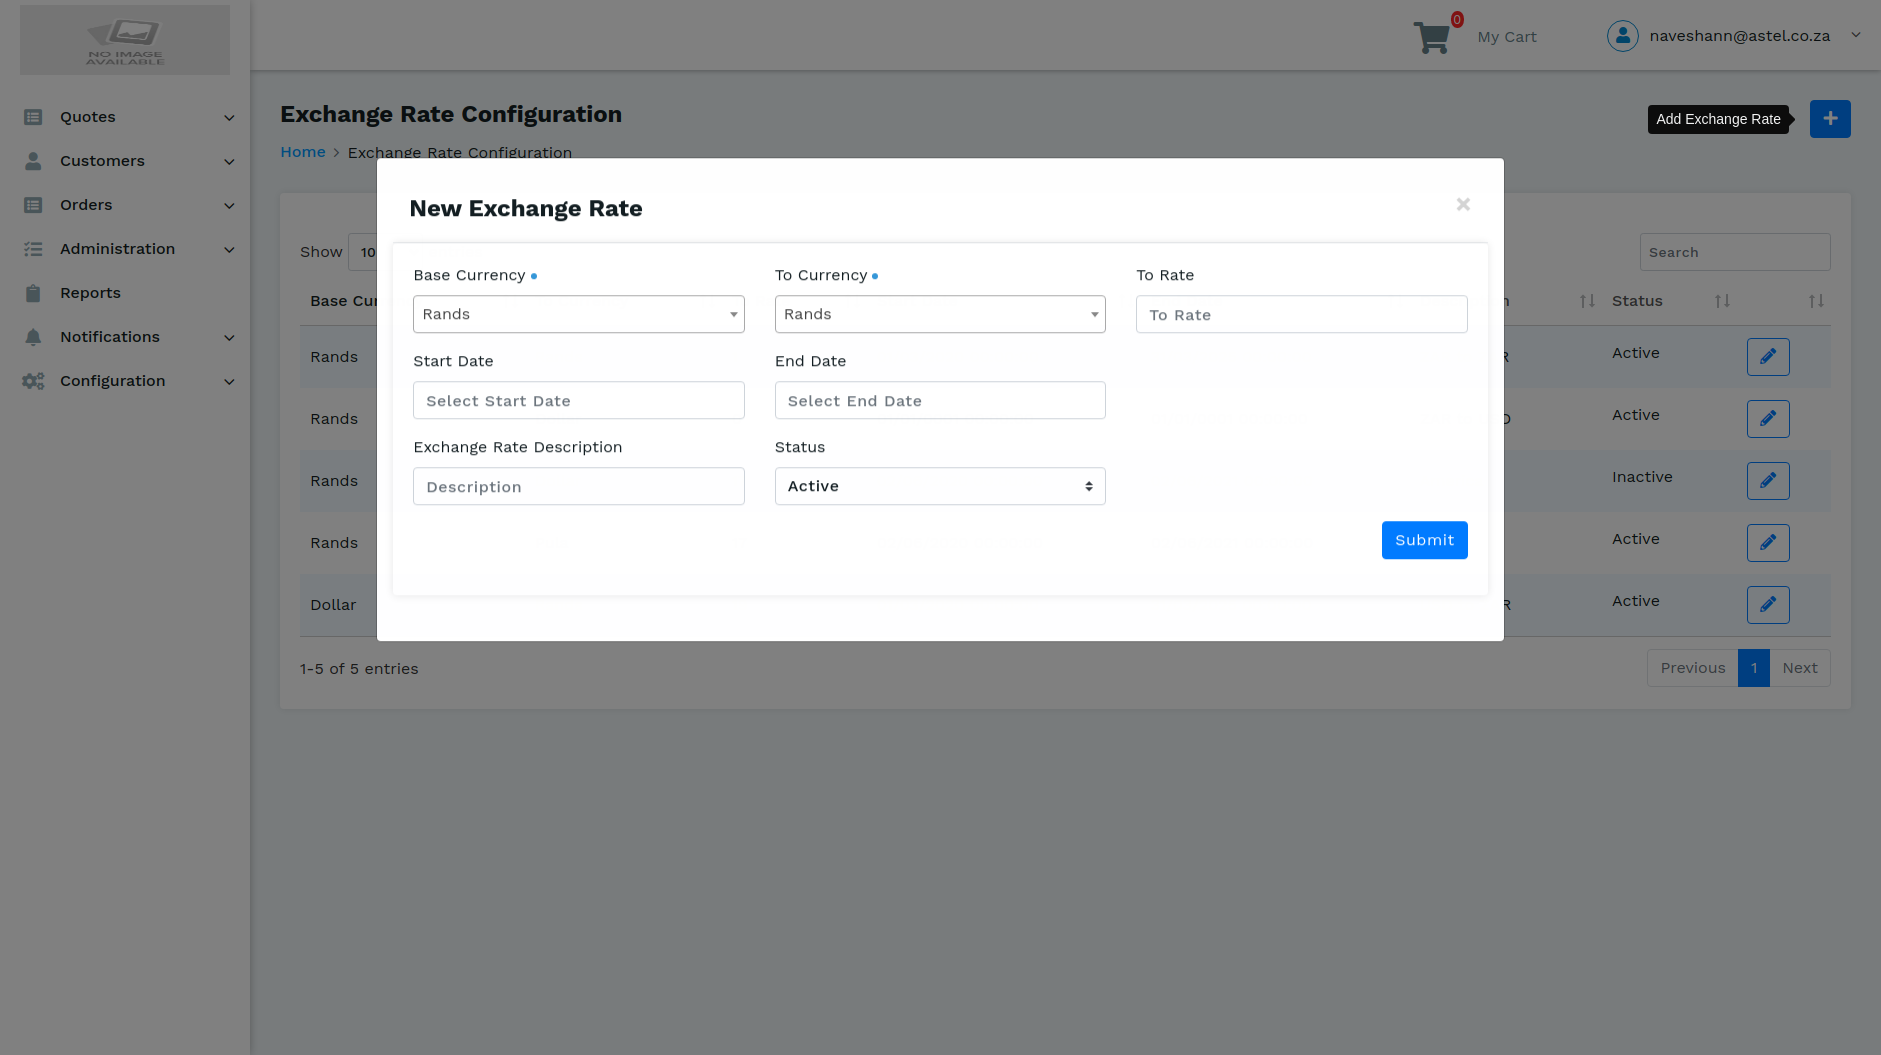 NO IMAGE
AVAILABLE
0
My Cart
naveshann@astel.co.za
Quotes
Customers
Orders
Administration
Reports
Notifications
Configuration
Exchange Rate Configuration
Add Exchange Rate
Home > Exchange Rate Configuration
New Exchange Rate
×
Base Currency
To Currency
To Rate
Rands
Rands
To Rate
Start Date
End Date
Select Start Date
Select End Date
Exchange Rate Description
Status
Description
Active
Submit
Show 10
Search
Base Cur
n
Status
Rands
R
Active
Rands
D
Active
Rands
Inactive
Rands
Active
Dollar
R
Active
1-5 of 5 entries
Previous 1 Next